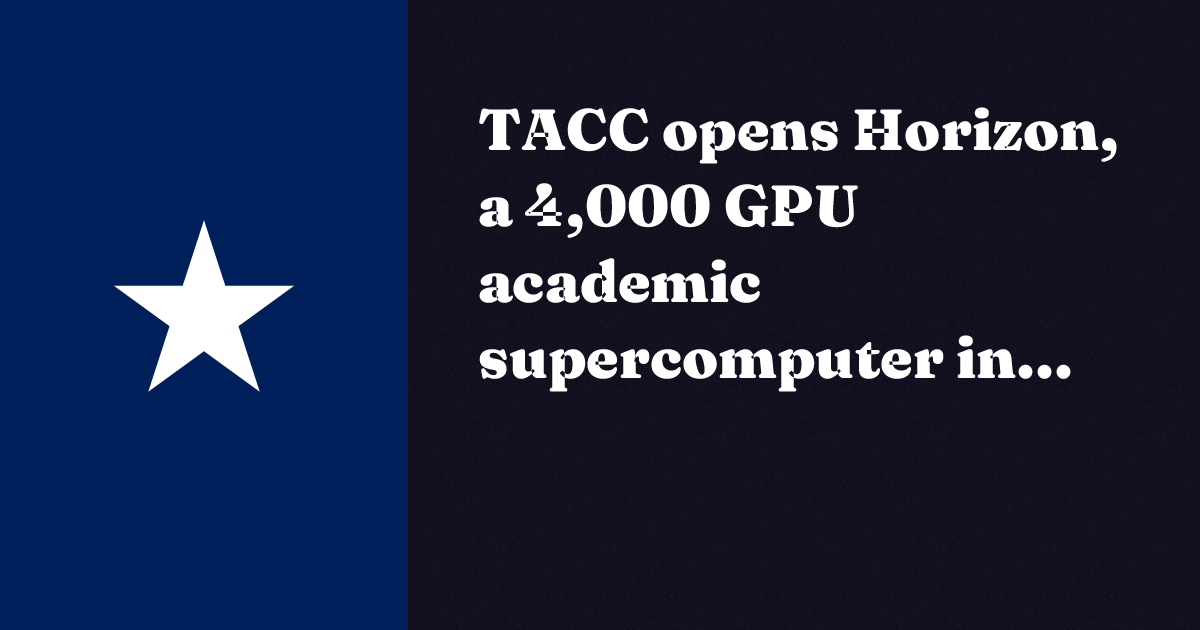 TACC opens Horizon,
a 4,000 GPU
academic
supercomputer in...